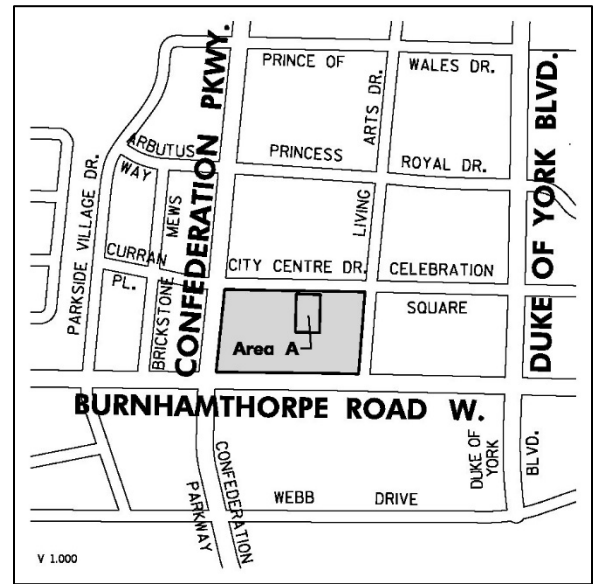 CONFEDERATION PKWY.
PRINCE OF
WALES DR.
ARTS DR.
DUKE OF YORK BLVD.
ARBUTUS
WAY
PRINCESS
ROYAL DR.
PARKSIDE VILLAGE DR.
MEWS
LIVING
CURRAN
PL.
CITY CENTRE DR.
CELEBRATION
SQUARE
BRICKSTONE
Area A
BURNHAMTHORPE ROAD W.
DUKE OF
YORK
BLVD.
CONFEDERATION
PARKWAY
WEBB
DRIVE
V 1.000